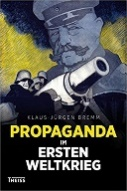 KLAUS-JÜRGEN BREMM
PROPAGANDA
IM
ERSTEN
WELTKRIEG
THEISS